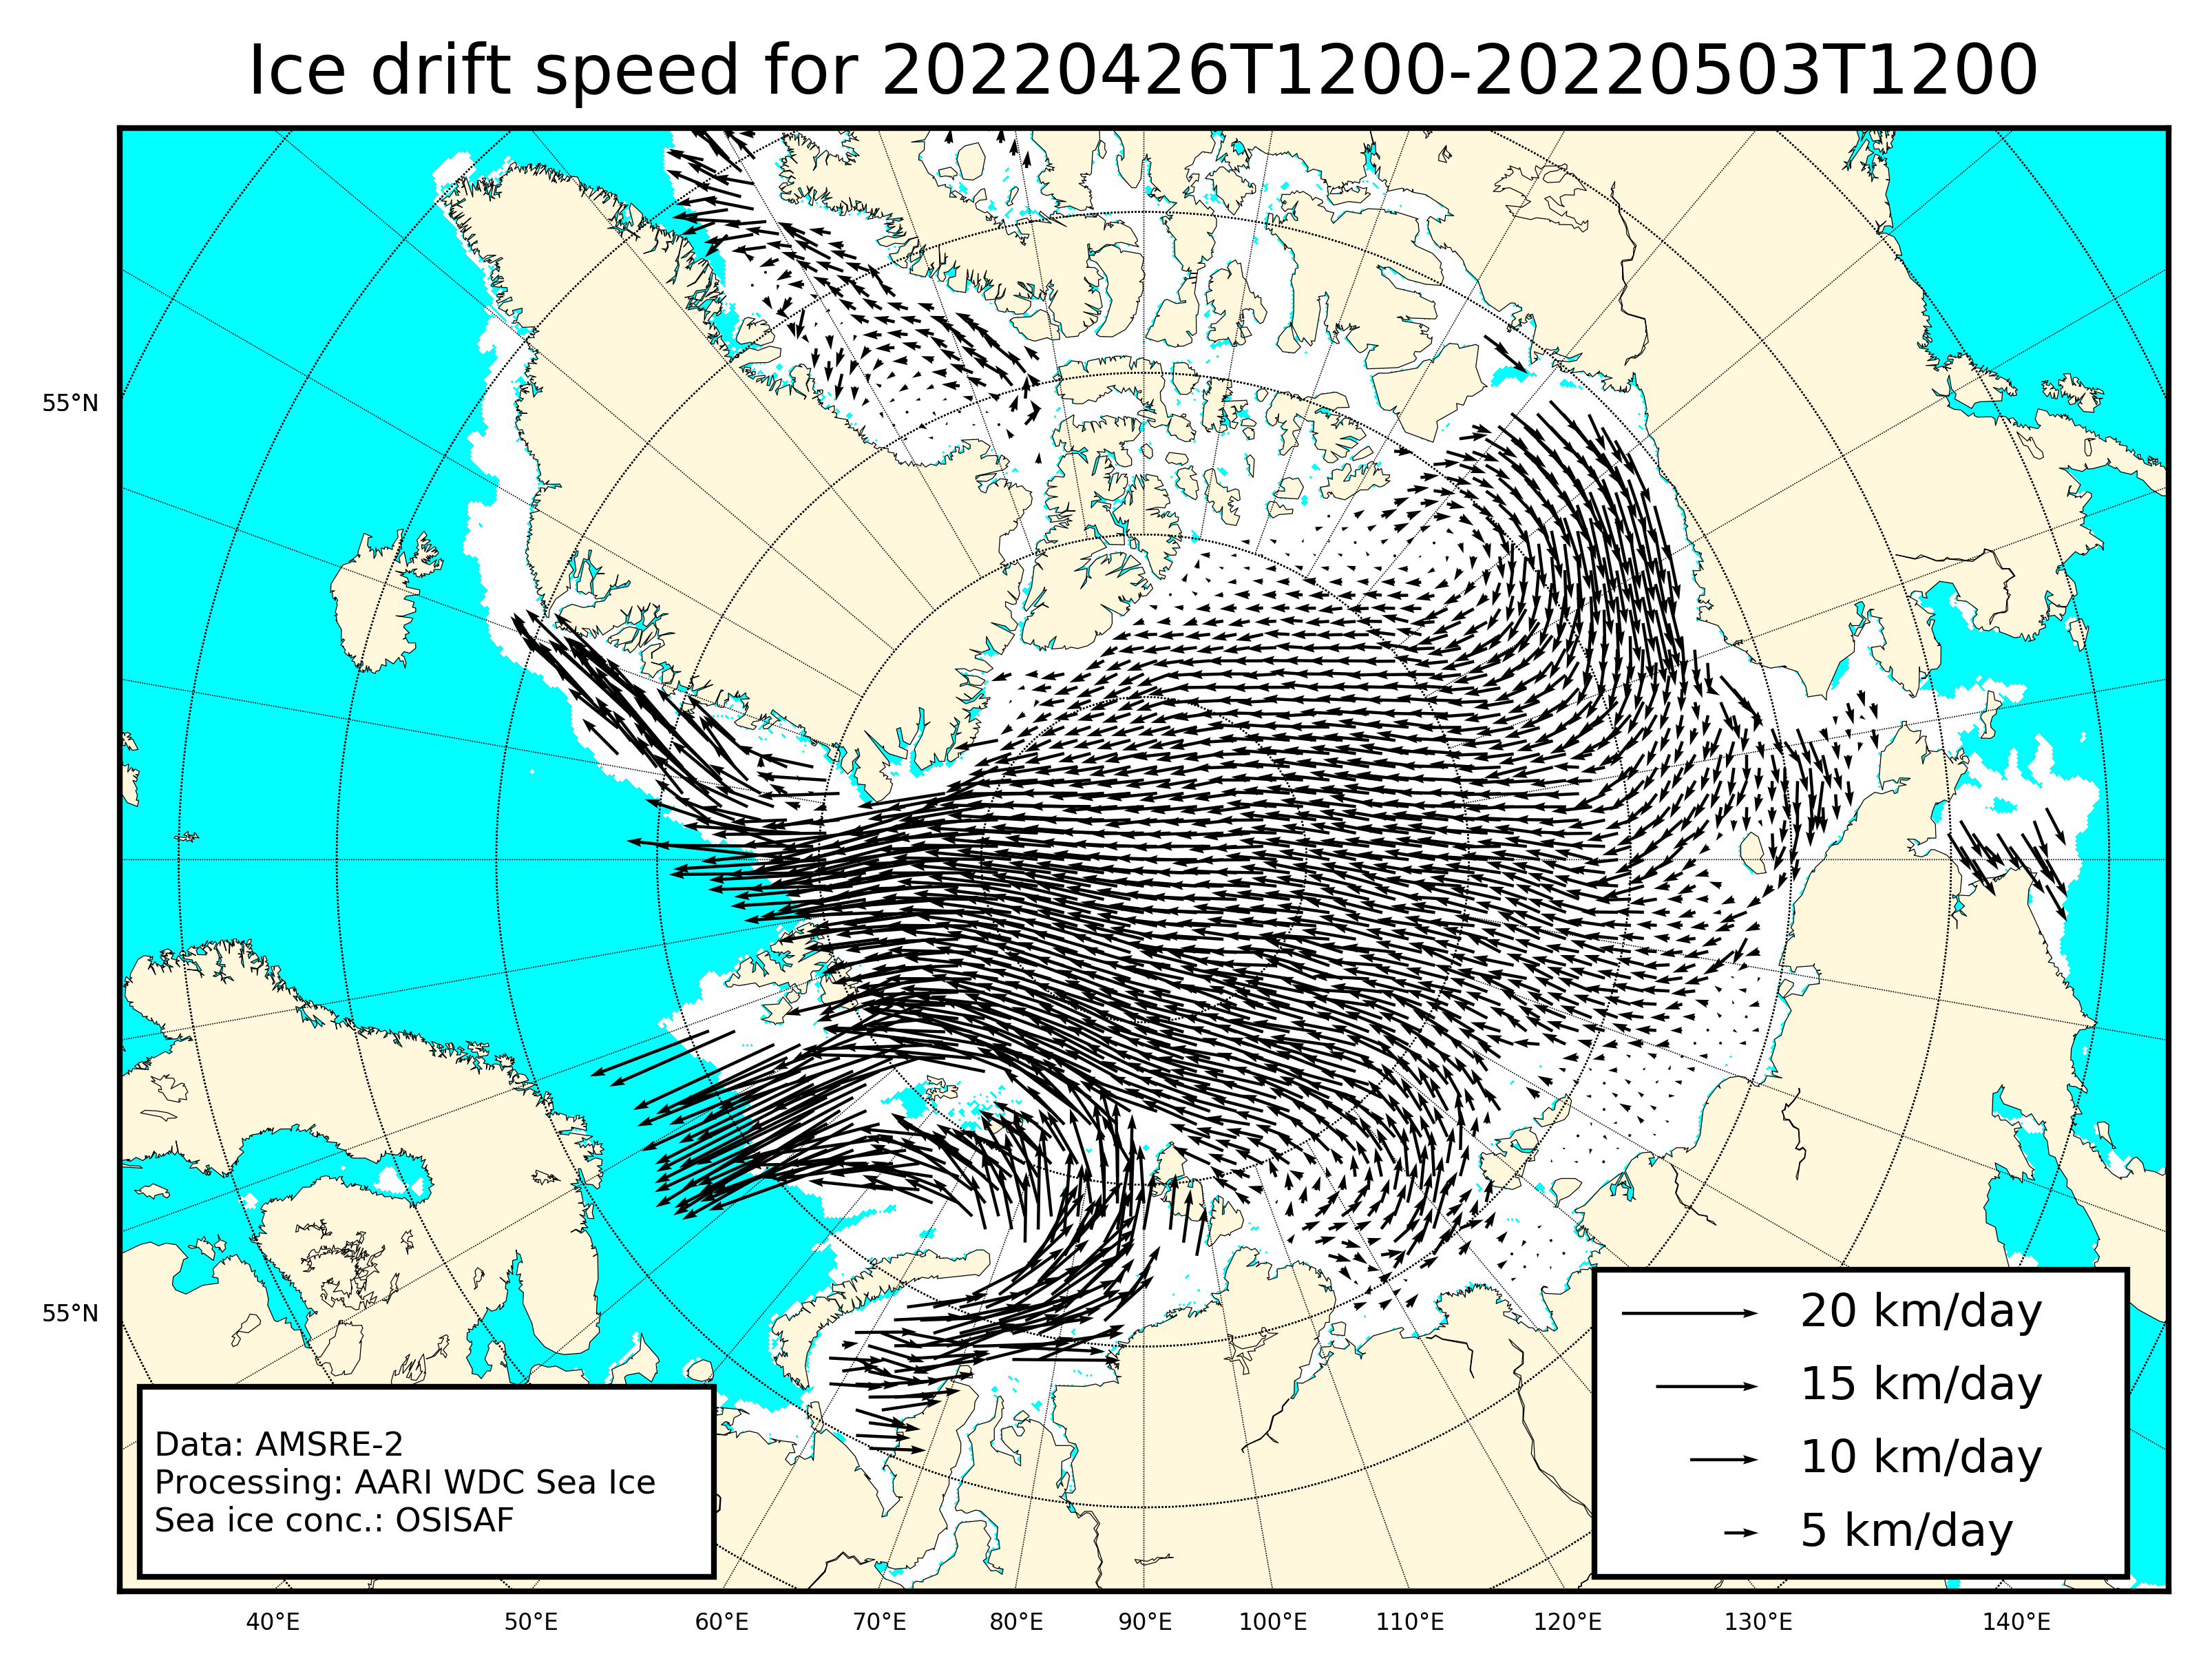 Ice drift speed for 20220426T1200-20220503T1200
55°N
55°N
20 km/day
15 km/day
10 km/day
5 km/day
Data: AMSRE-2
Processing: AARI WDC Sea Ice
Sea ice conc.: OSISAF
40°E 50°E 60°E 70°E 80°E 90°E 100°E 110°E 120°E 130°E 140°E